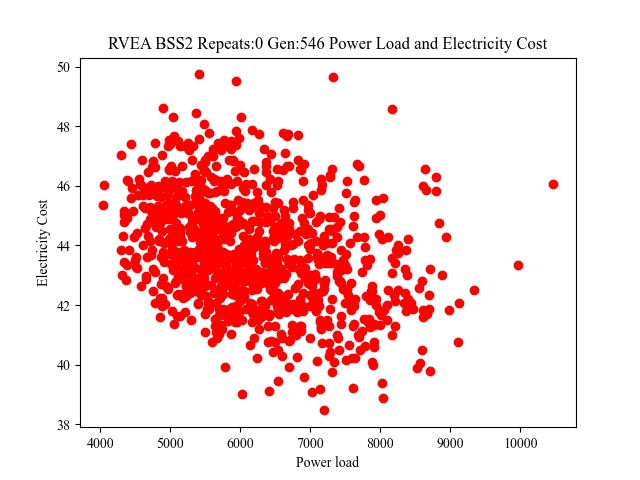 RVEA BSS2 Repeats:0 Gen:546 Power Load and Electricity Cost
50
48
46
44
42
40
38
Electricity Cost
4000 5000 6000 7000 8000 9000 10000
Power load